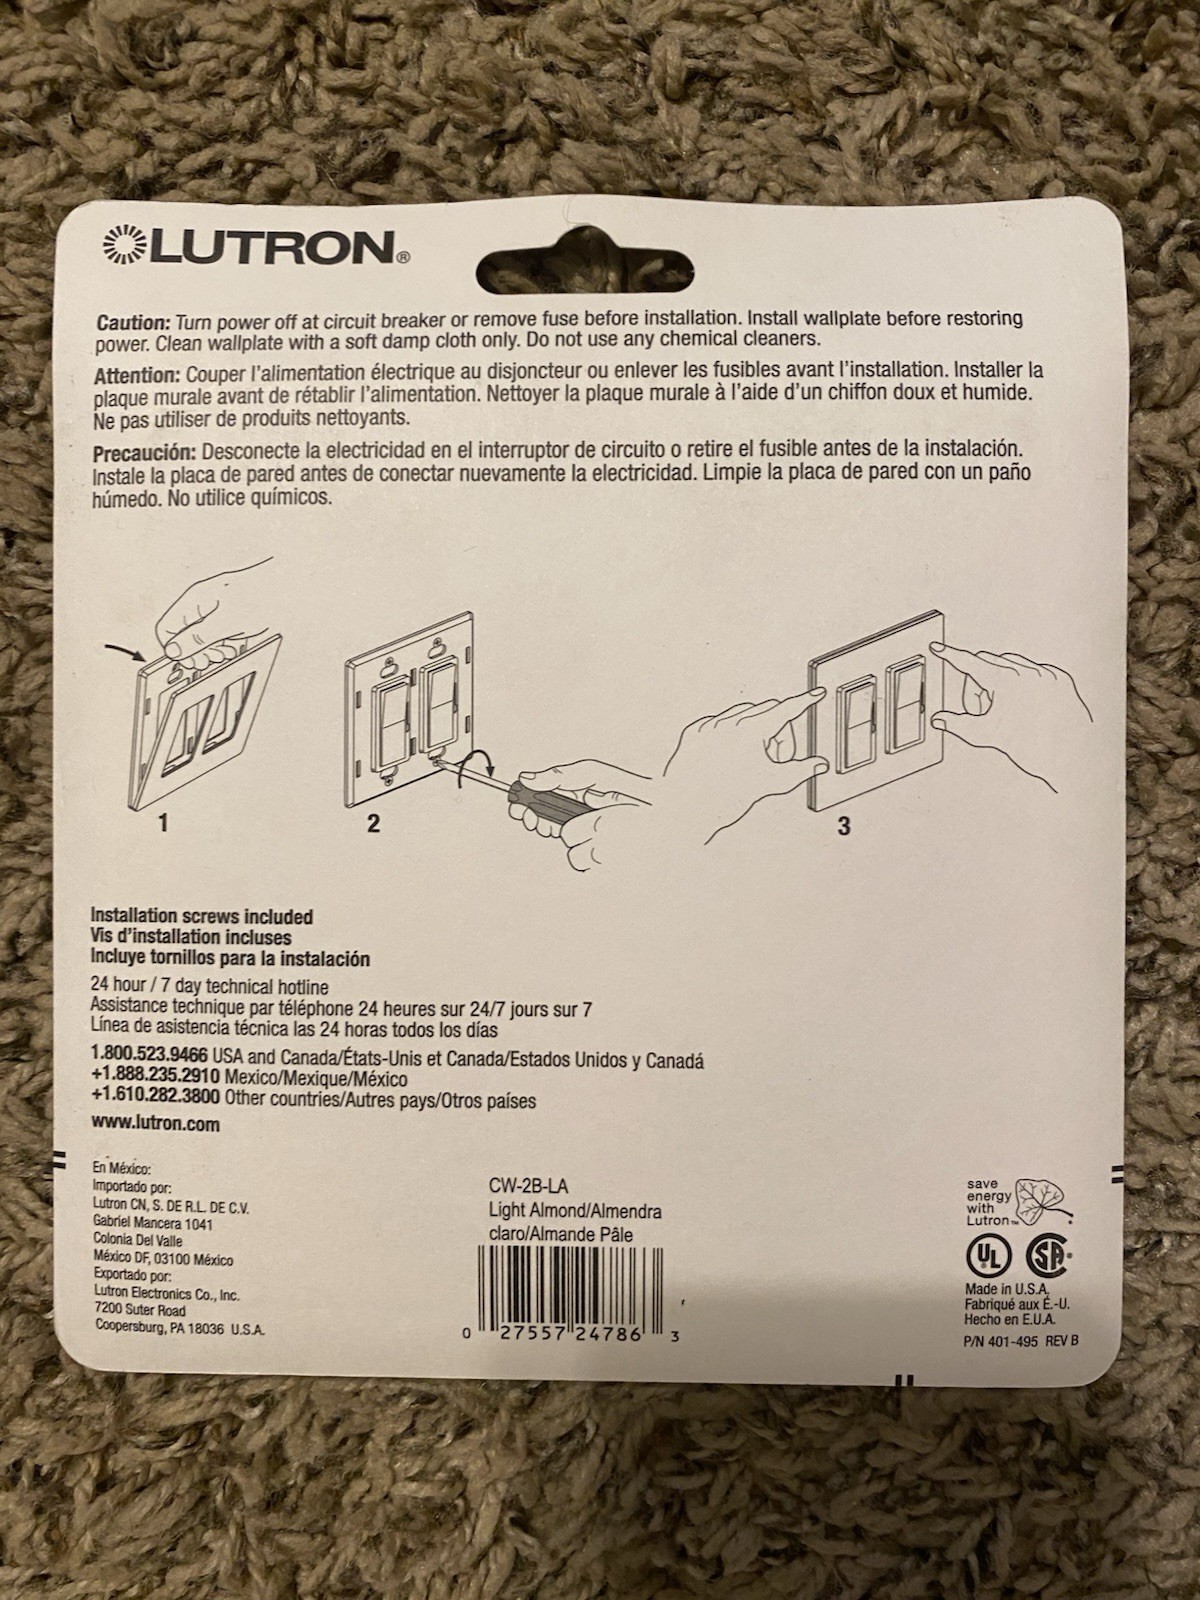 LUTRON®
Caution: Turn power off at circuit breaker or remove fuse before installation. Install wallplate before restoring
power. Clean wallplate with a soft damp cloth only. Do not use any chemical cleaners.
Attention: Couper l'alimentation électrique au disjoncteur ou enlever les fusibles avant l'installation. Installer la
plaque murale avant de rétablir l'alimentation. Nettoyer la plaque murale à l'aide d'un chiffon doux et humide.
Ne pas utiliser de produits nettoyants.
Precaución: Desconecte la electricidad en el interruptor de circuito o retire el fusible antes de la instalación.
Instale la placa de pared antes de conectar nuevamente la electricidad. Limpie la placa de pared con un paño
húmedo. No utilice químicos.
1
2
3
Installation screws included
Vis d'installation incluses
Incluye tornillos para la instalación
24 hour / 7 day technical hotline
Assistance technique par téléphone 24 heures sur 24/7 jours sur 7
Línea de asistencia técnica las 24 horas todos los días
1.800.523.9466 USA and Canada/États-Unis et Canada/Estados Unidos y Canadá
+1.888.235.2910 Mexico/Mexique/México
+1.610.282.3800 Other countries/Autres pays/Otros países
www.lutron.com
En México:
Importado por:
Lutron CN, S. DE R.L. DE C.V.
Gabriel Mancera 1041
Colonia Del Valle
México DF, 03100 México
Exportado por:
Lutron Electronics Co., Inc.
7200 Suter Road
Coopersburg, PA 18036 U.S.A.
CW-2B-LA
Light Almond/Almendra
claro/Almande Pâle
0 27557 24786 3
save
energy
with
Lutron™
UL
SA
Made in U.S.A.
Fabriqué aux É.-U.
Hecho en E.U.A.
P/N 401-495 REV B